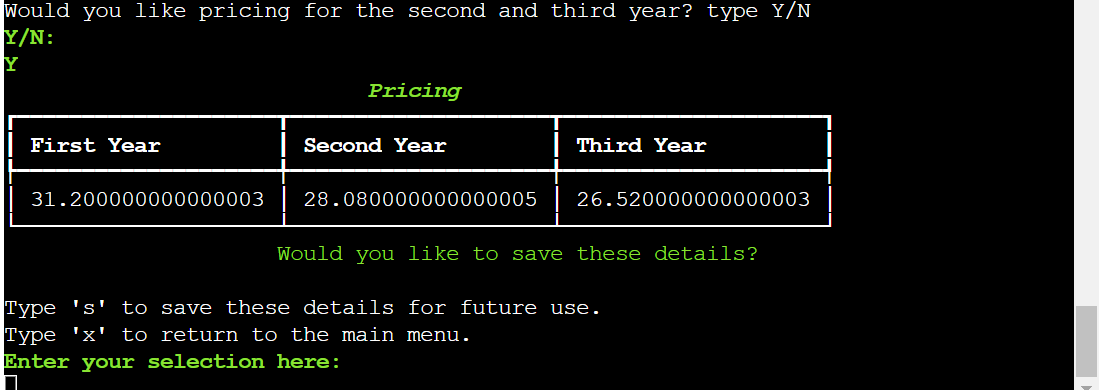 Would you like pricing for the second and third year? type Y/N
Y/N:
Y
Pricing
First Year Second Year Third Year
31.200000000000003 28.080000000000005 26.520000000000003
Would you like to save these details?
Type 's' to save these details for future use.
Type 'x' to return to the main menu.
Enter your selection here: